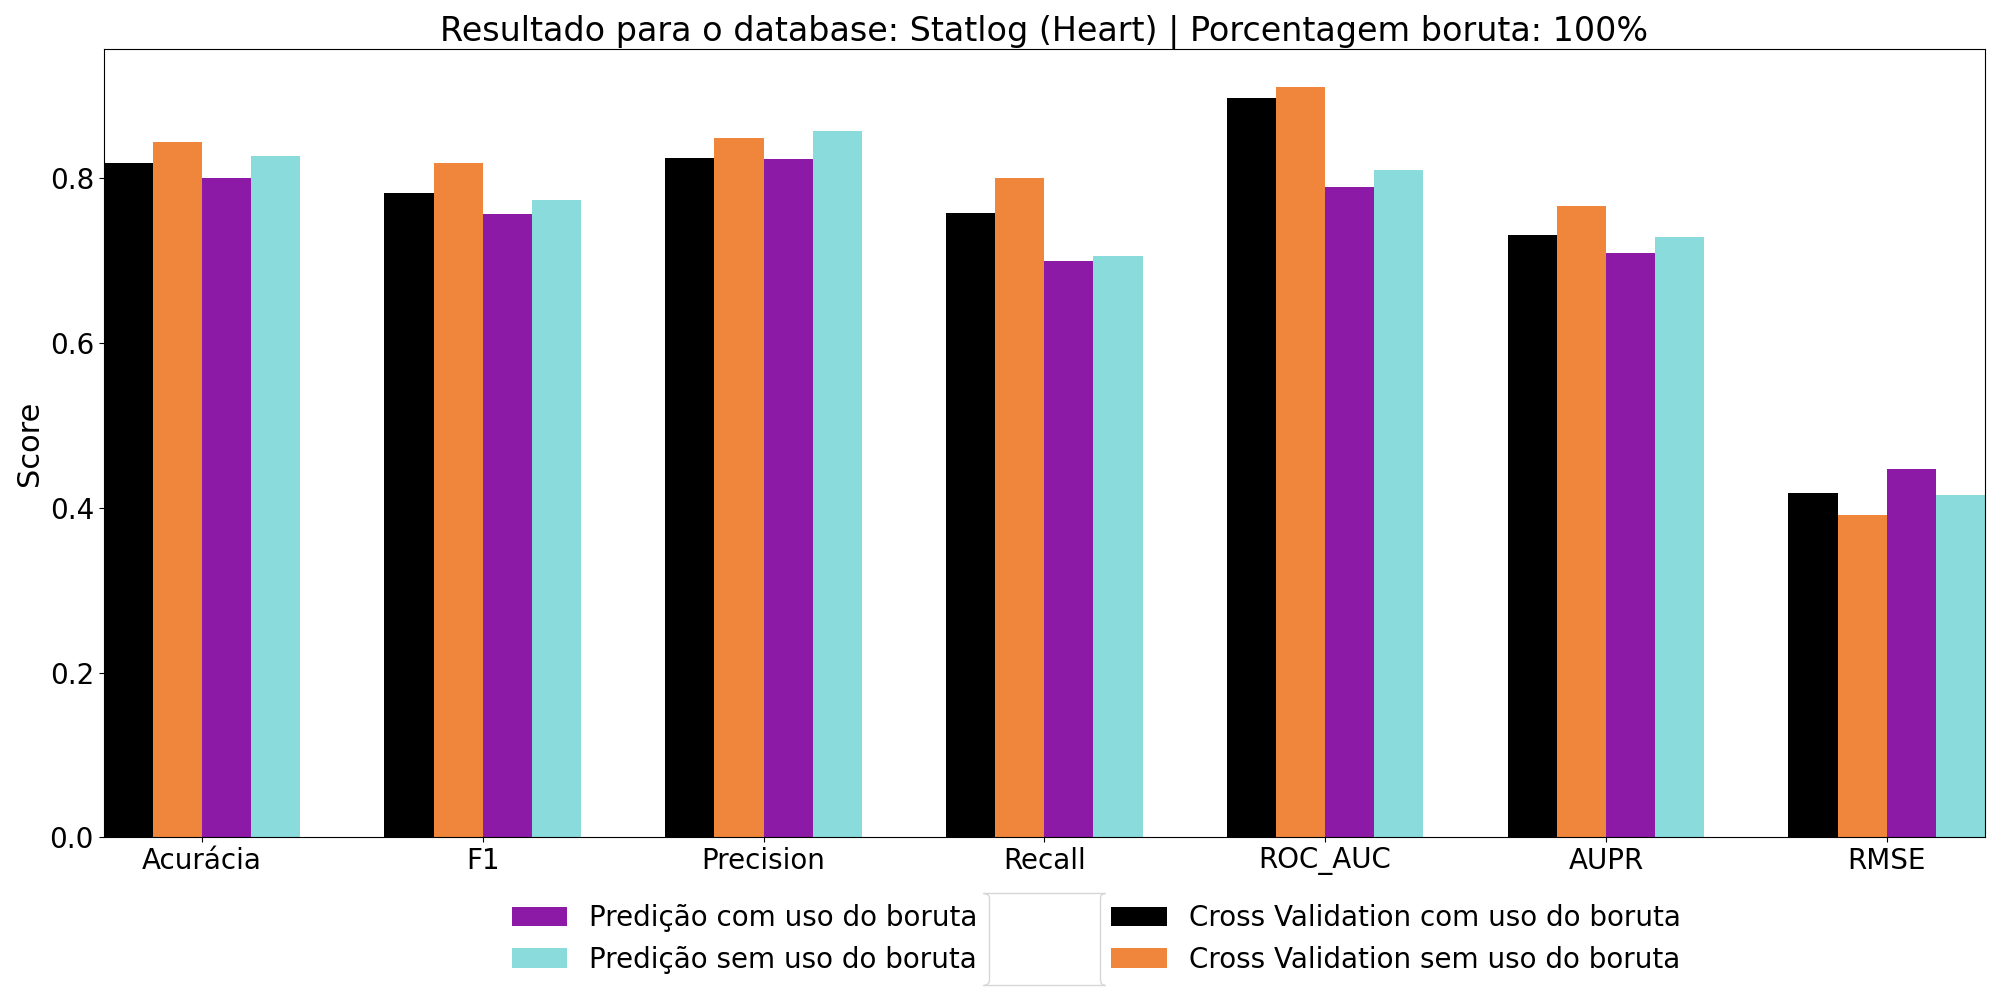 Resultado para o database: Statlog (Heart) | Porcentagem boruta: 100%
Score
0.8
0.6
0.4
0.2
0.0
Acurácia F1 Precision Recall ROC_AUC AUPR RMSE
Predição com uso do boruta
Predição sem uso do boruta
Cross Validation com uso do boruta
Cross Validation sem uso do boruta